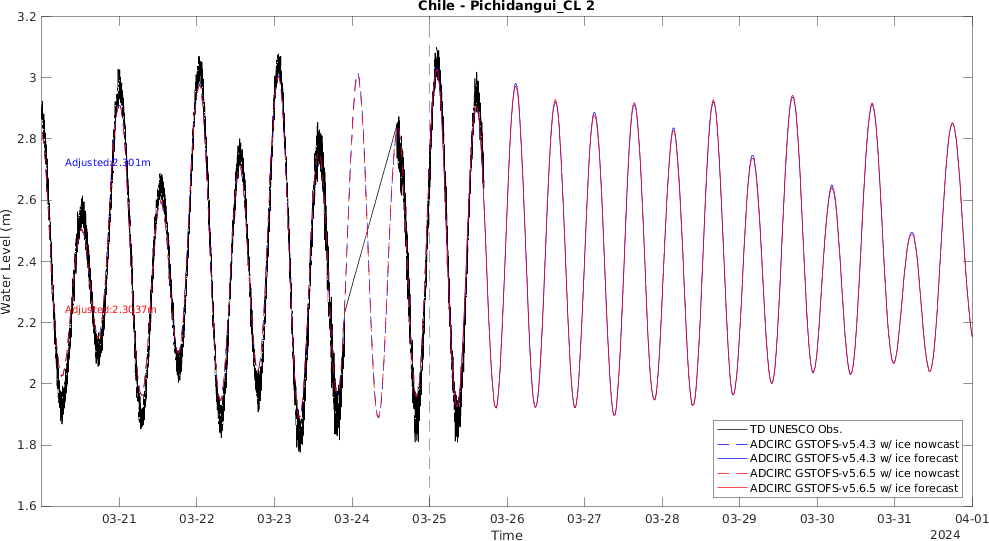 Chile - Pichidangui_CL 2
3.2
3
2.8
2.6
2.4
2.2
2
1.8
1.6
Water Level (m)
Adjusted:2.301m
Adjusted:2.3037m
TD UNESCO Obs.
ADCIRC GSTOFS-v5.4.3 w/ ice nowcast
ADCIRC GSTOFS-v5.4.3 w/ ice forecast
ADCIRC GSTOFS-v5.6.5 w/ ice nowcast
ADCIRC GSTOFS-v5.6.5 w/ ice forecast
03-21 03-22 03-23 03-24 03-25 03-26 03-27 03-28 03-29 03-30 03-31 04-01
Time
2024